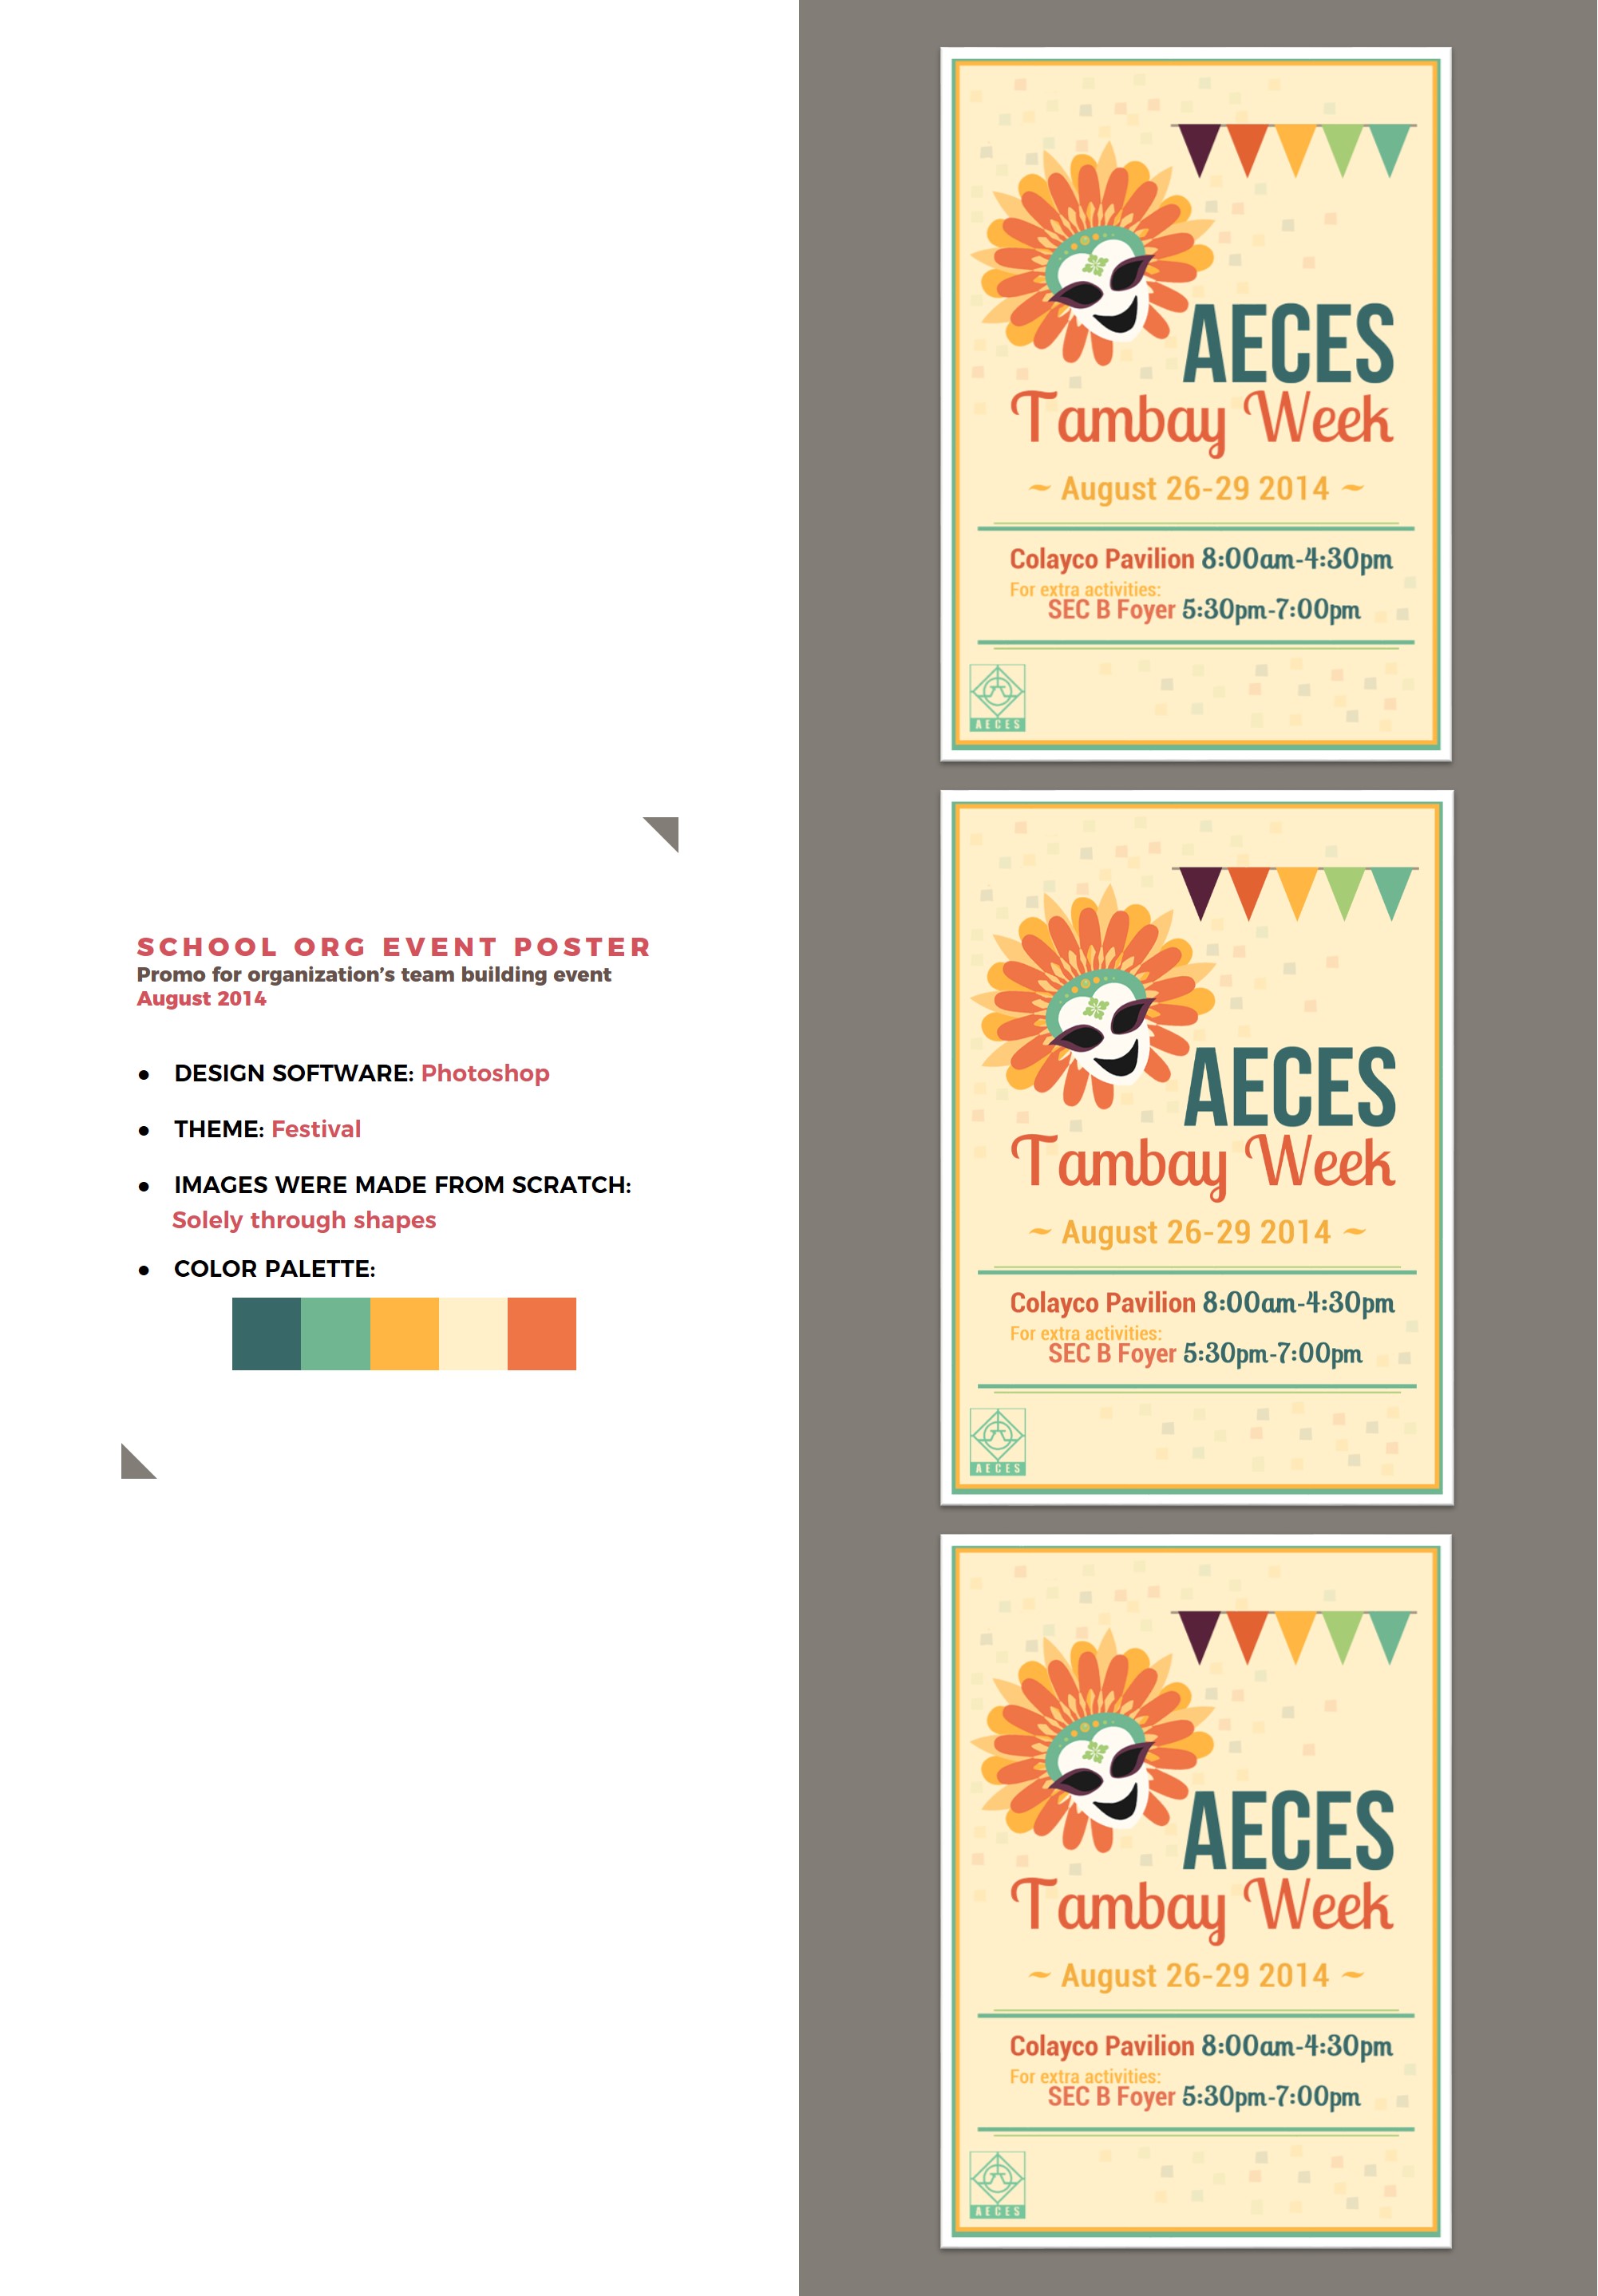 SCHOOL ORG EVENT POSTER
Promo for organization's team building event
August 2014
● DESIGN SOFTWARE: Photoshop
● THEME: Festival
● IMAGES WERE MADE FROM SCRATCH:
Solely through shapes
● COLOR PALETTE:
AECES
Tambay Week
~ August 26-29 2014 ~
Colayco Pavilion 8:00am-4:30pm
For extra activities:
SEC B Foyer 5:30pm-7:00pm
AECES
AECES
Tambay Week
~ August 26-29 2014 ~
Colayco Pavilion 8:00am-4:30pm
For extra activities:
SEC B Foyer 5:30pm-7:00pm
AECES
AECES
Tambay Week
~ August 26-29 2014 ~
Colayco Pavilion 8:00am-4:30pm
For extra activities:
SEC B Foyer 5:30pm-7:00pm
AECES